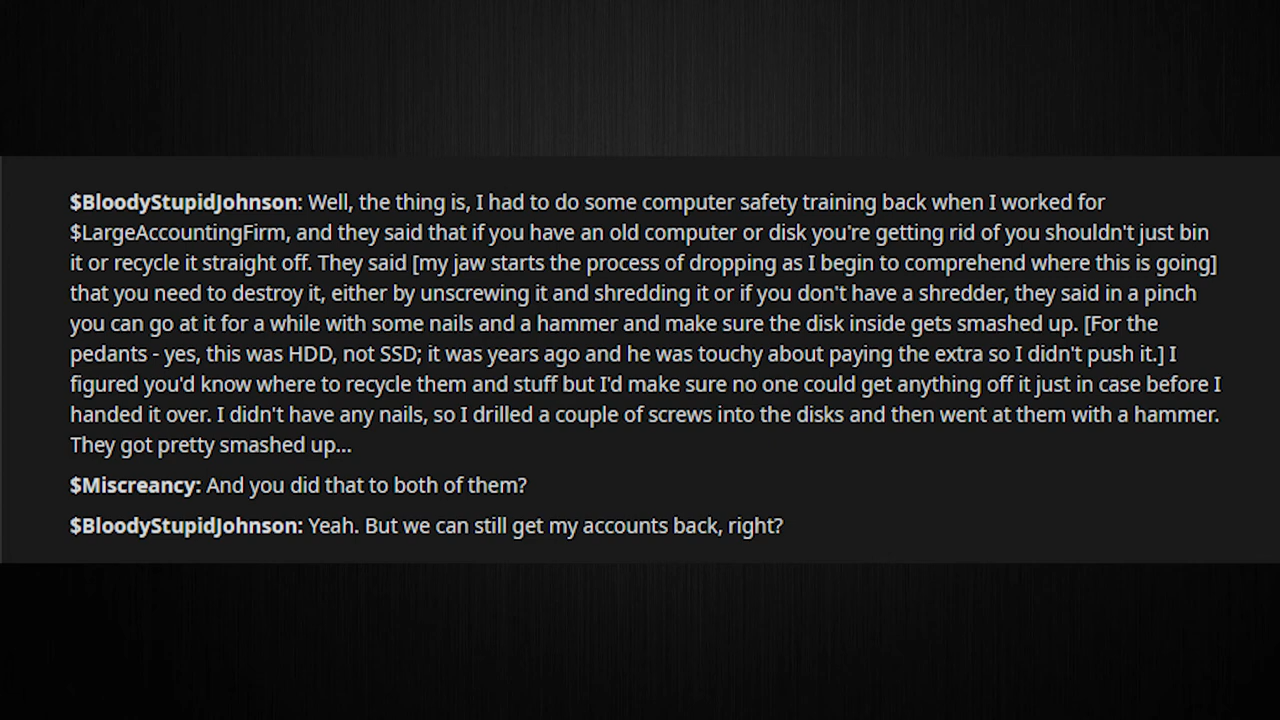 $BloodyStupidJohnson: Well, the thing is, I had to do some computer safety training back when I worked for
$LargeAccountingFirm, and they said that if you have an old computer or disk you're getting rid of you shouldn't just bin
it or recycle it straight off. They said [my jaw starts the process of dropping as I begin to comprehend where this is going]
that you need to destroy it, either by unscrewing it and shredding it or if you don't have a shredder, they said in a pinch
you can go at it for a while with some nails and a hammer and make sure the disk inside gets smashed up. [For the
pedants - yes, this was HDD, not SSD; it was years ago and he was touchy about paying the extra so I didn't push it.] I
figured you'd know where to recycle them and stuff but I'd make sure no one could get anything off it just in case before I
handed it over. I didn't have any nails, so I drilled a couple of screws into the disks and then went at them with a hammer.
They got pretty smashed up...
$Miscreancy: And you did that to both of them?
$BloodyStupidJohnson: Yeah. But we can still get my accounts back, right?